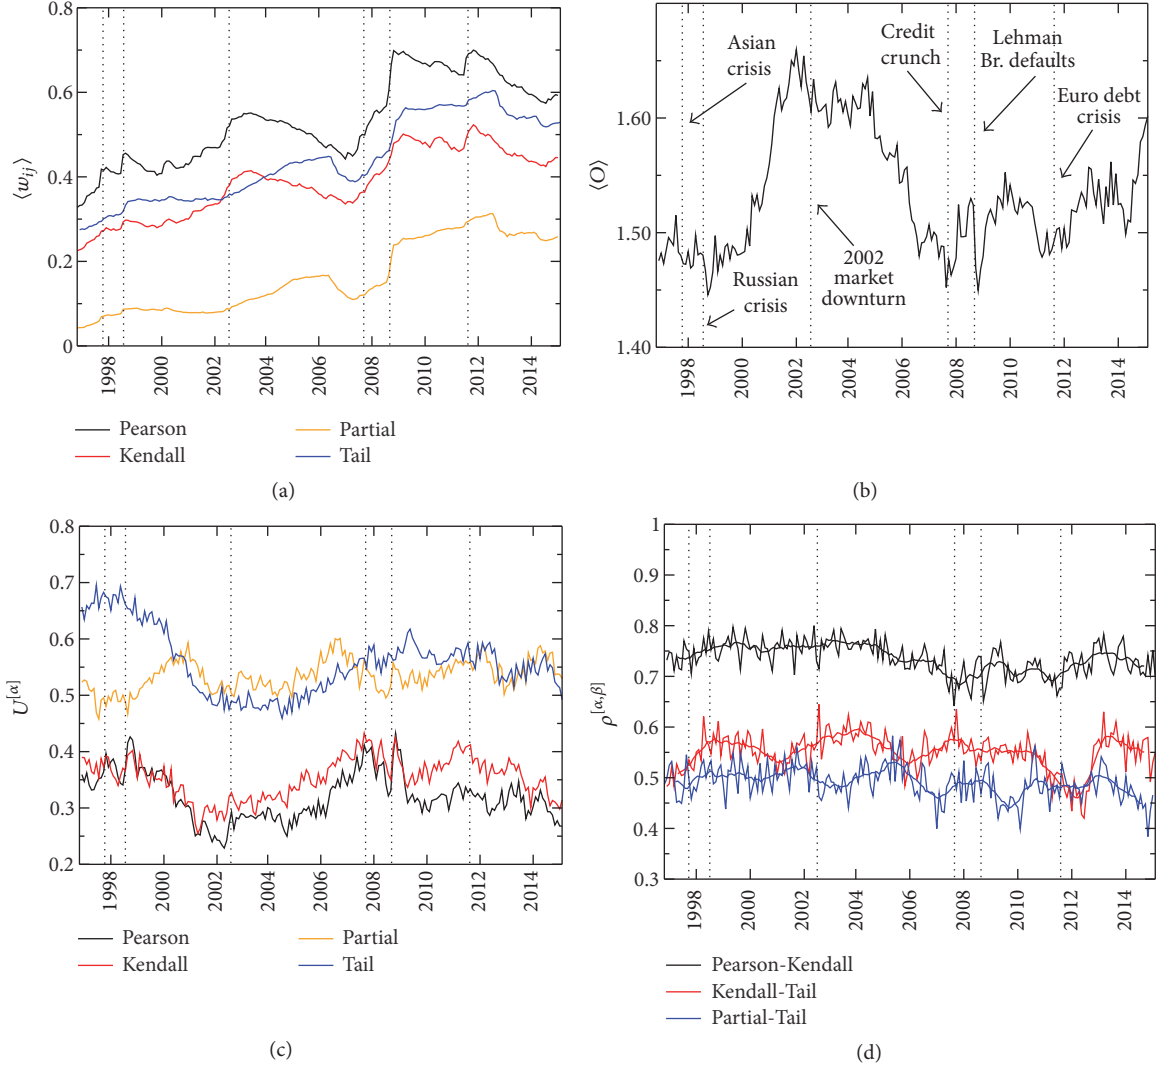 0.8
0.6
0.4
0.2
0
⟨w_ij⟩
1998
2000
2002
2004
2006
2008
2010
2012
2014
Pearson
Kendall
Partial
Tail
(a)
1.60
1.50
1.40
⟨O⟩
Asian
crisis
Credit
crunch
Lehman
Br. defaults
Euro debt
crisis
Russian
crisis
2002
market
downturn
1998
2000
2002
2004
2006
2008
2010
2012
2014
(b)
0.8
0.7
0.6
0.5
0.4
0.3
0.2
U^[α]
1998
2000
2002
2004
2006
2008
2010
2012
2014
Pearson
Kendall
Partial
Tail
(c)
1
0.9
0.8
0.7
0.6
0.5
0.4
0.3
ρ^[α,β]
1998
2000
2002
2004
2006
2008
2010
2012
2014
Pearson-Kendall
Kendall-Tail
Partial-Tail
(d)